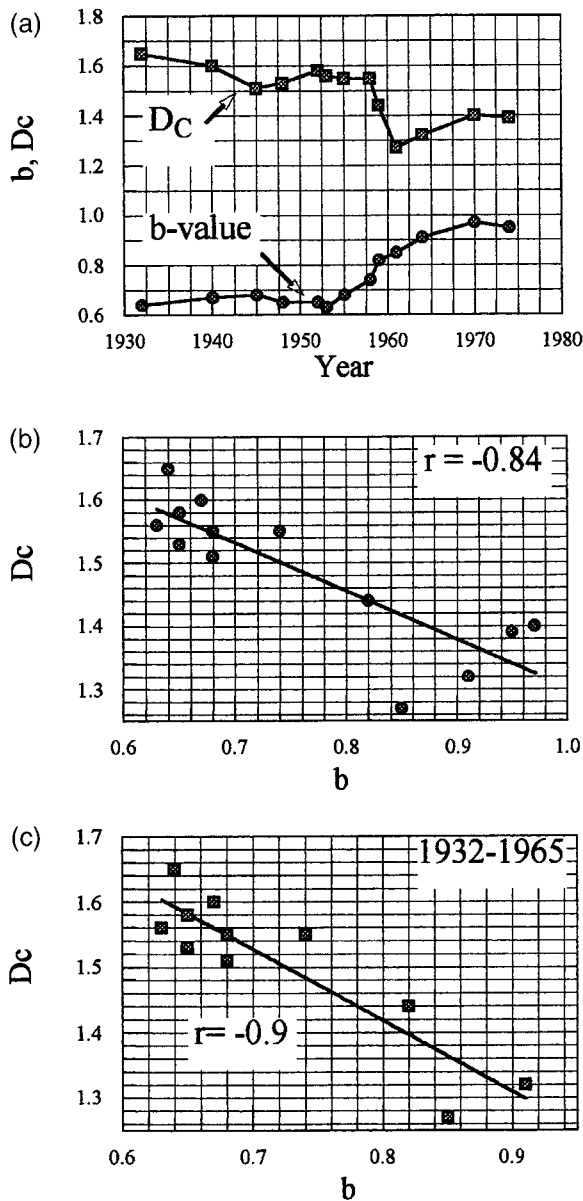 (a)
1.8
1.6
1.4
1.2
1.0
0.8
0.6
b, Dc
DC
b-value
1930 1940 1950 1960 1970 1980
Year
(b)
1.7
1.6
1.5
1.4
1.3
Dc
r = -0.84
0.6 0.7 0.8 0.9 1.0
b
(c)
1.7
1.6
1.5
1.4
1.3
Dc
1932-1965
r= -0.9
0.6 0.7 0.8 0.9
b